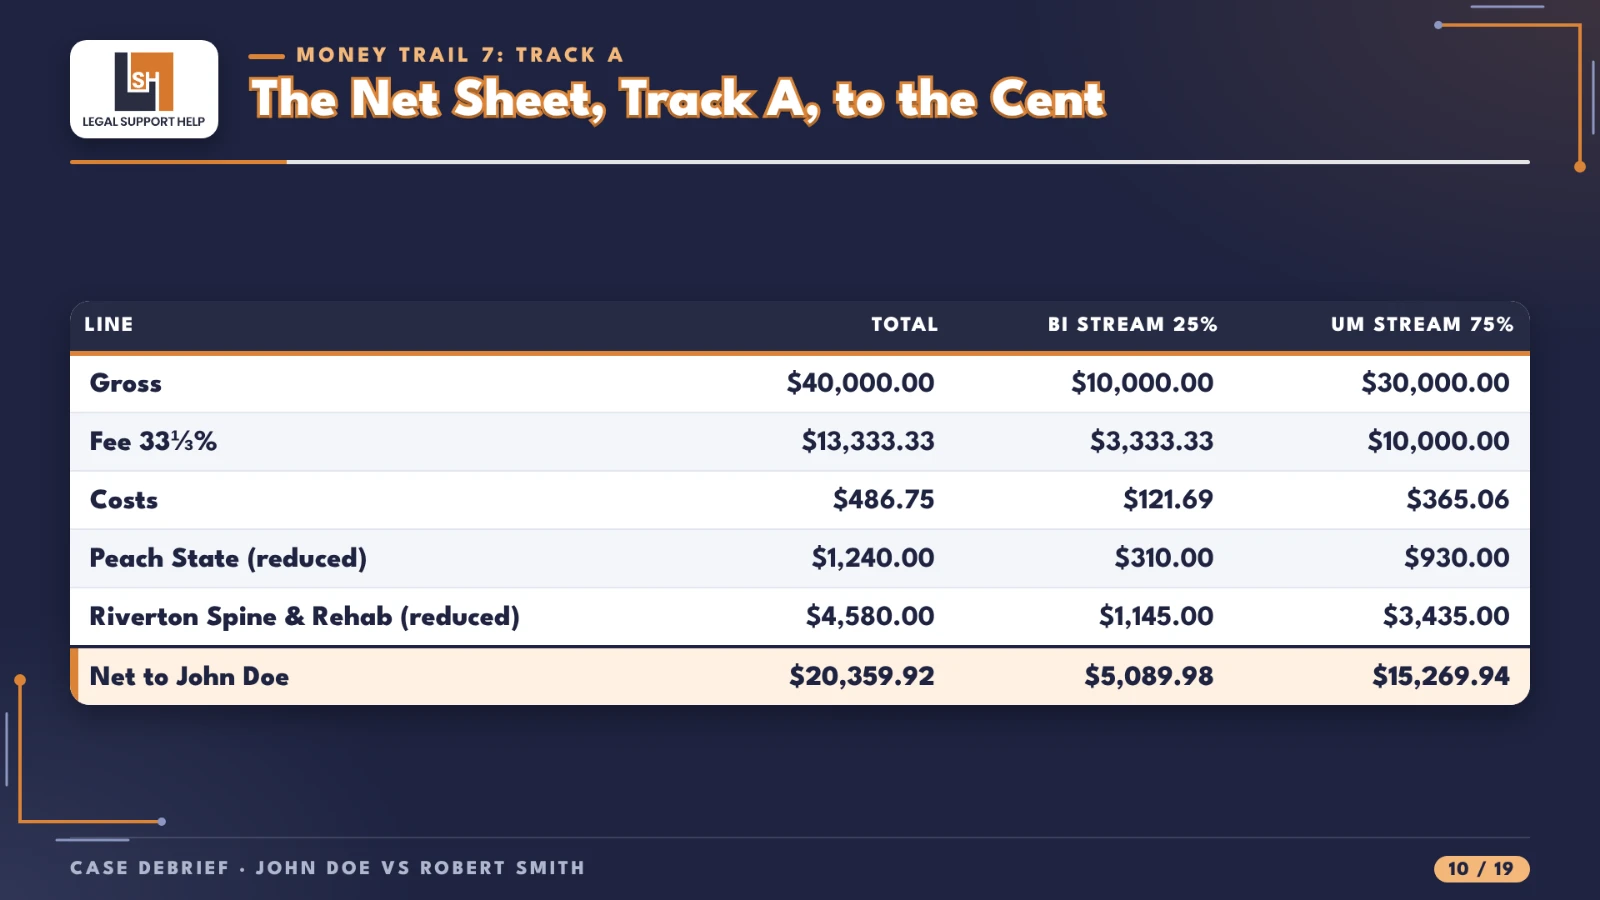 SH
LEGAL SUPPORT HELP
MONEY TRAIL 7: TRACK A
The Net Sheet, Track A, to the Cent
LINE TOTAL BI STREAM 25% UM STREAM 75%
Gross $40,000.00 $10,000.00 $30,000.00
Fee 33⅓% $13,333.33 $3,333.33 $10,000.00
Costs $486.75 $121.69 $365.06
Peach State (reduced) $1,240.00 $310.00 $930.00
Riverton Spine & Rehab (reduced) $4,580.00 $1,145.00 $3,435.00
Net to John Doe $20,359.92 $5,089.98 $15,269.94
CASE DEBRIEF · JOHN DOE VS ROBERT SMITH
10 / 19